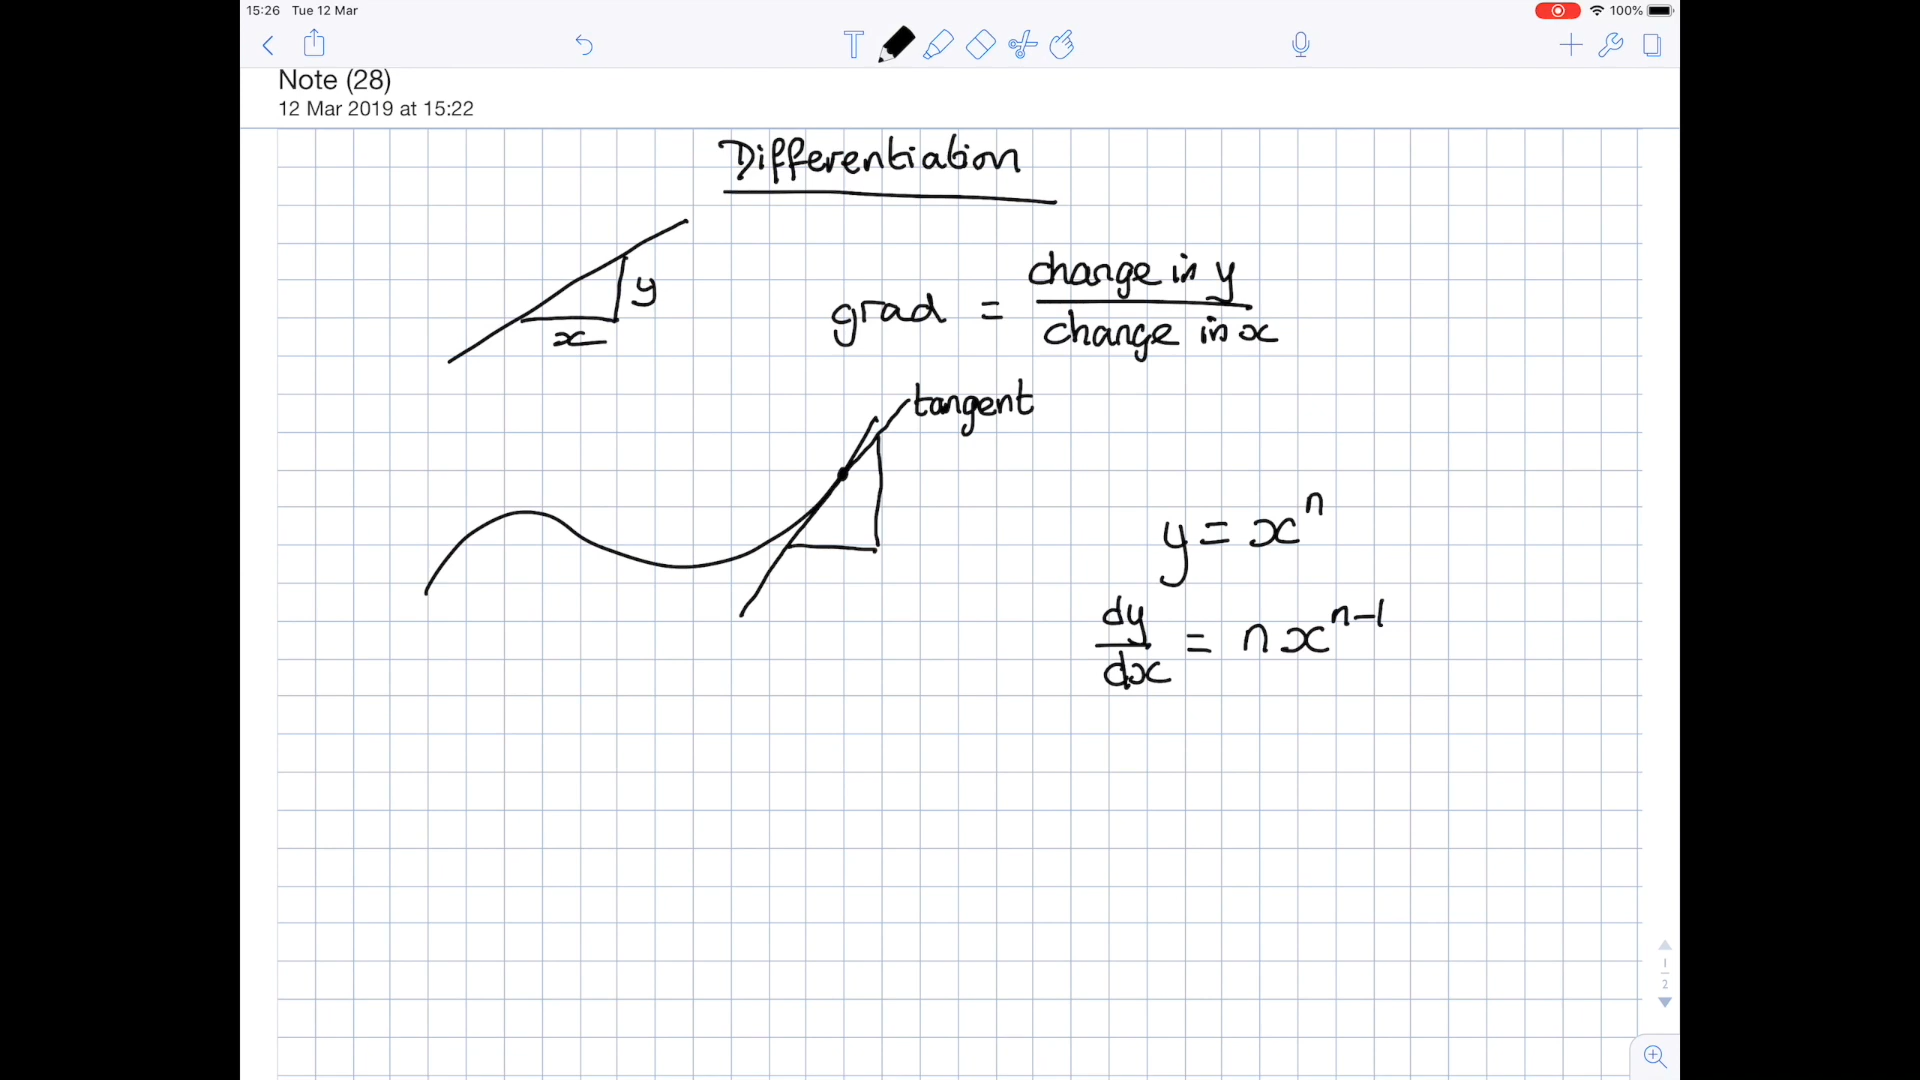 15:26 Tue 12 Mar
100%
T
Note (28)
12 Mar 2019 at 15:22
Differentiation
y
x
grad = change in y / change in x
tangent
y = x^n
dy/dx = nx^(n-1)
1
2